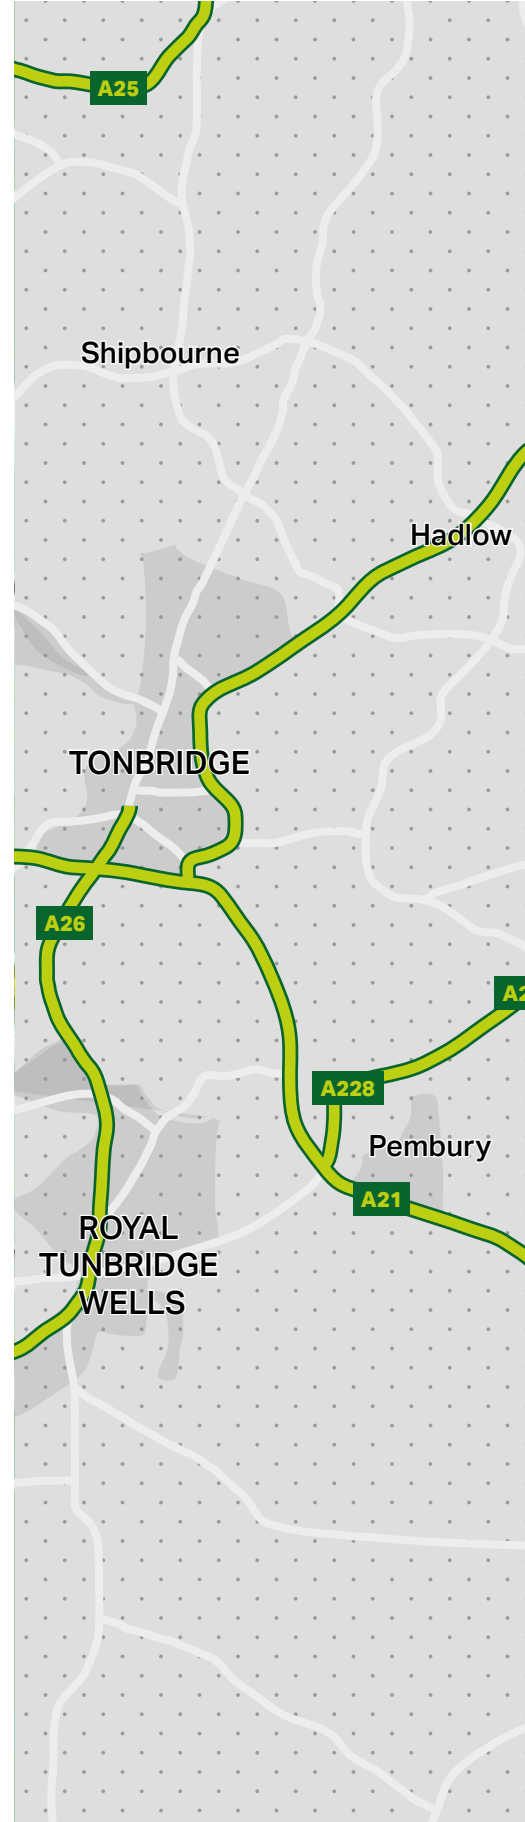 A25
Shipbourne
Hadlow
TONBRIDGE
A26
A228
Pembury
A21
ROYAL
TUNBRIDGE
WELLS